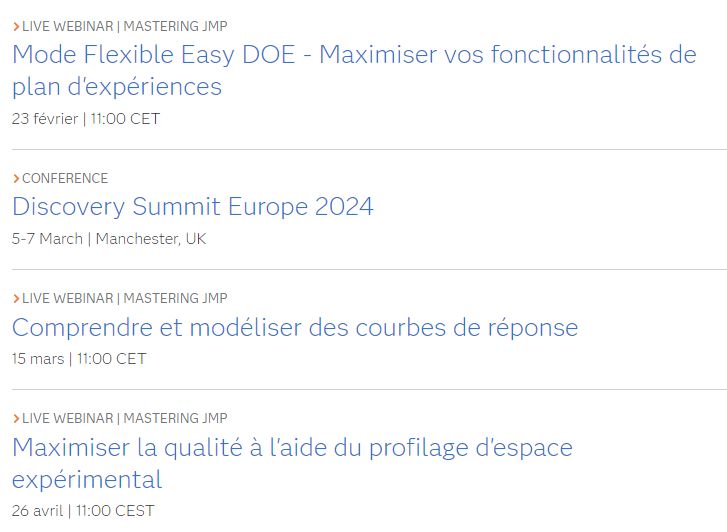 LIVE WEBINAR | MASTERING JMP
Mode Flexible Easy DOE - Maximiser vos fonctionnalités de
plan d'expériences
23 février | 11:00 CET
CONFERENCE
Discovery Summit Europe 2024
5-7 March | Manchester, UK
LIVE WEBINAR | MASTERING JMP
Comprendre et modéliser des courbes de réponse
15 mars | 11:00 CET
LIVE WEBINAR | MASTERING JMP
Maximiser la qualité à l'aide du profilage d'espace
expérimental
26 avril | 11:00 CEST